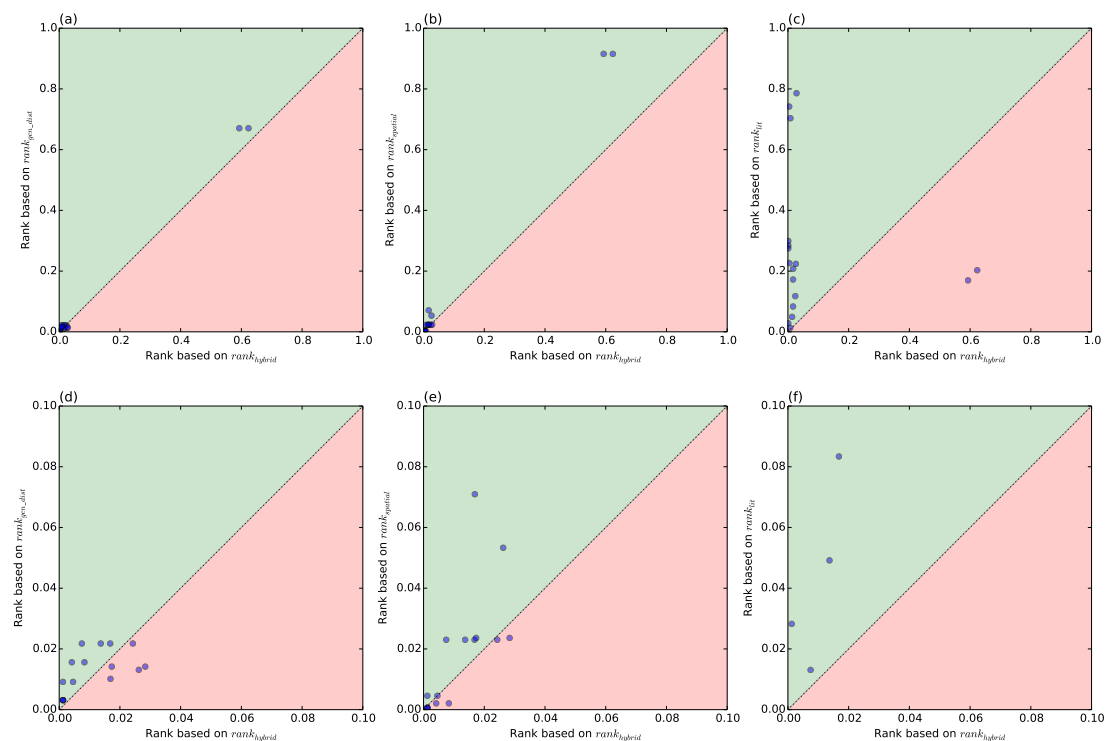 (a)
1.0
0.8
0.6
0.4
0.2
0.0
0.0 0.2 0.4 0.6 0.8 1.0
Rank based on rank_gen_dist
Rank based on rank_hybrid
(b)
1.0
0.8
0.6
0.4
0.2
0.0
0.0 0.2 0.4 0.6 0.8 1.0
Rank based on rank_spatial
Rank based on rank_hybrid
(c)
1.0
0.8
0.6
0.4
0.2
0.0
0.0 0.2 0.4 0.6 0.8 1.0
Rank based on rank_lit
Rank based on rank_hybrid
(d)
0.10
0.08
0.06
0.04
0.02
0.00
0.00 0.02 0.04 0.06 0.08 0.10
Rank based on rank_gen_dist
Rank based on rank_hybrid
(e)
0.10
0.08
0.06
0.04
0.02
0.00
0.00 0.02 0.04 0.06 0.08 0.10
Rank based on rank_spatial
Rank based on rank_hybrid
(f)
0.10
0.08
0.06
0.04
0.02
0.00
0.00 0.02 0.04 0.06 0.08 0.10
Rank based on rank_lit
Rank based on rank_hybrid